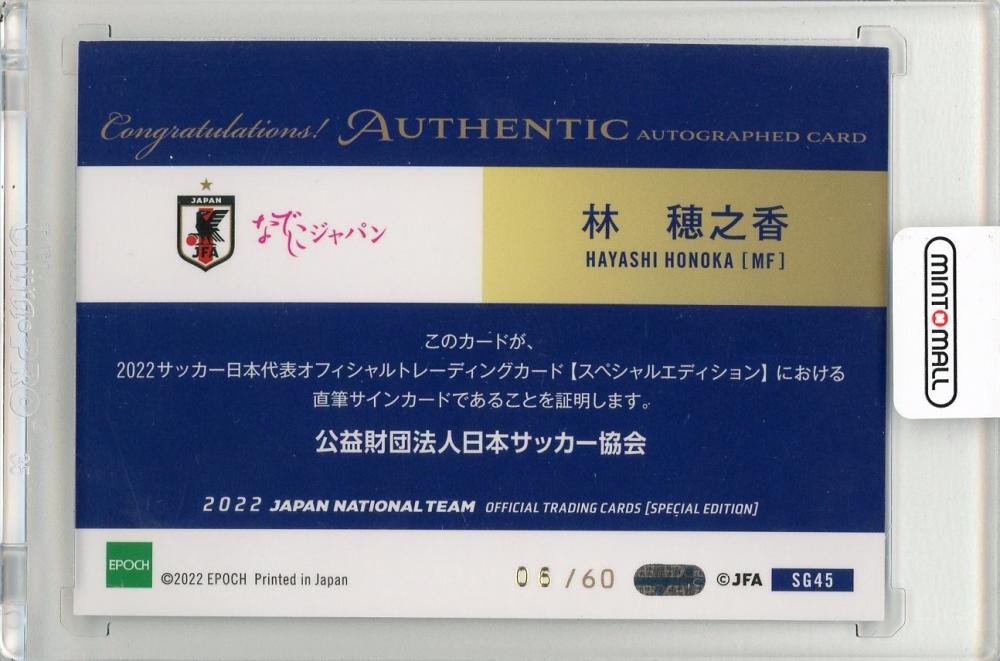 Congratulations! AUTHENTIC AUTOGRAPHED CARD
JAPAN
JFA
なでしこジャパン
林 穂之香
HAYASHI HONOKA [MF]
このカードが、
2022サッカー日本代表オフィシャルトレーディングカード【スペシャルエディション】における
直筆サインカードであることを証明します。
公益財団法人日本サッカー協会
2022 JAPAN NATIONAL TEAM OFFICIAL TRADING CARDS [SPECIAL EDITION]
EPOCH
©2022 EPOCH Printed in Japan
06/60
©JFA
SG45
MINT MALL